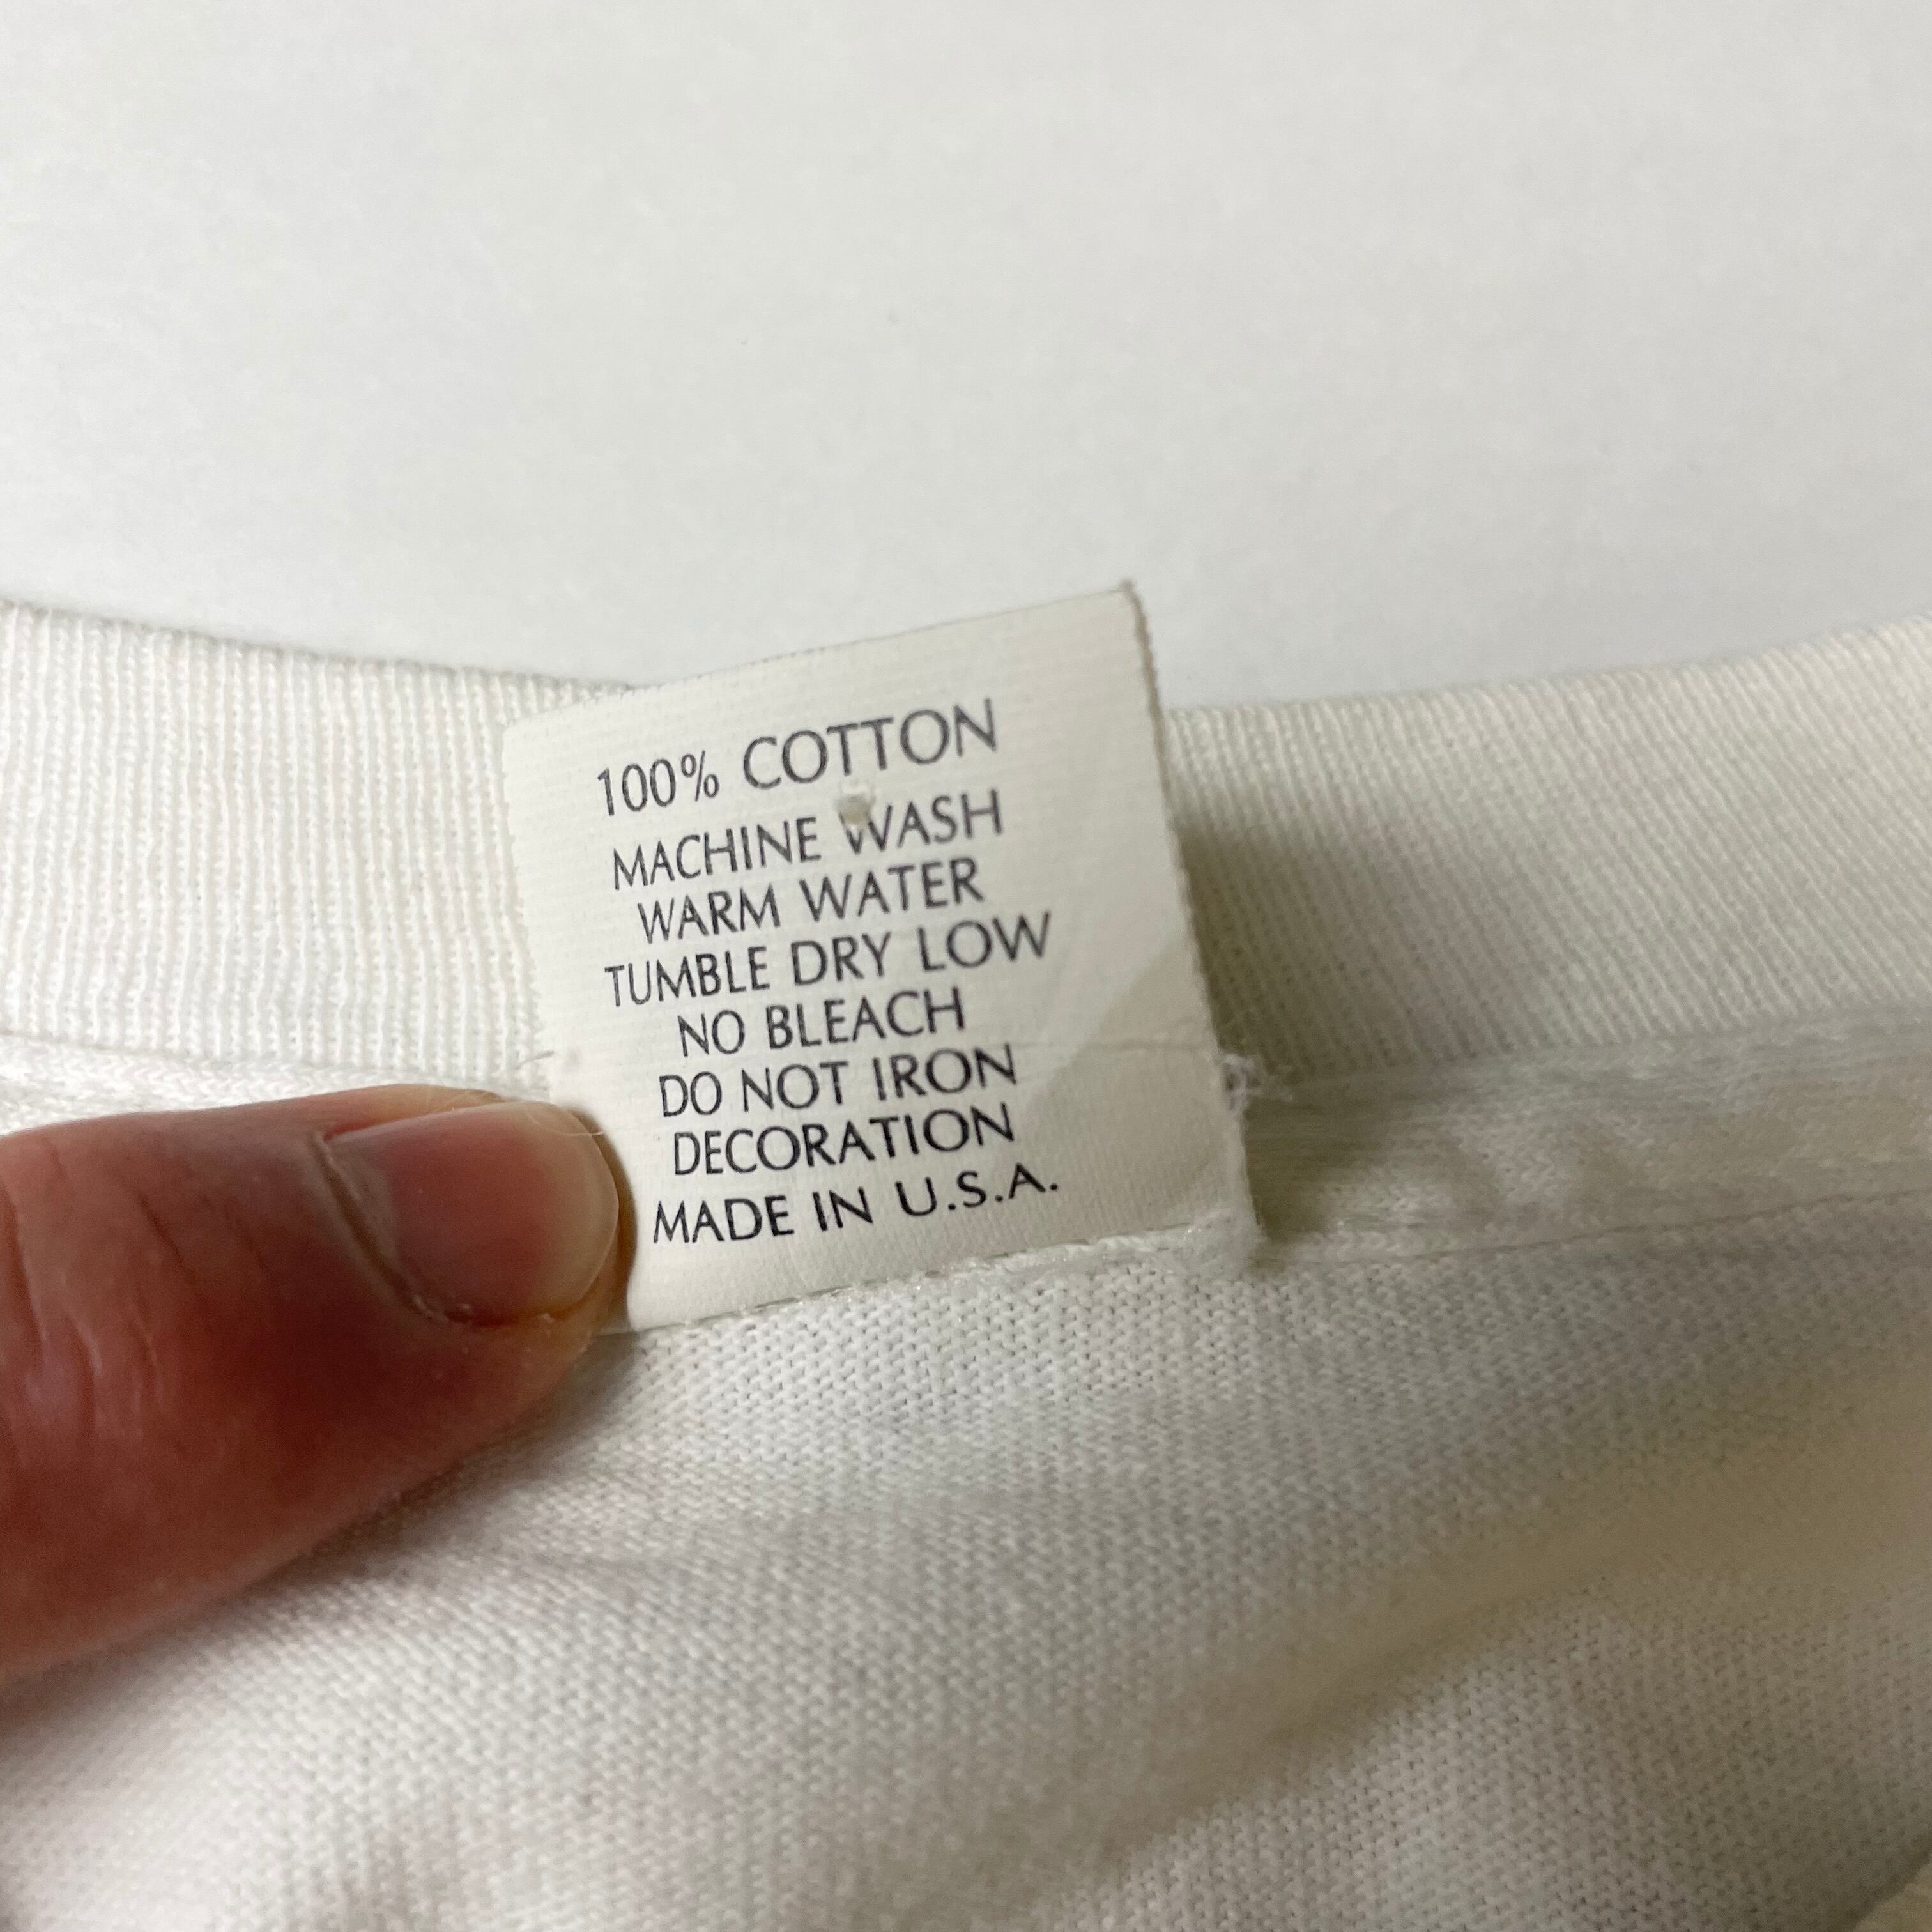 100% COTTON
MACHINE WASH
WARM WATER
TUMBLE DRY LOW
NO BLEACH
DO NOT IRON
DECORATION
MADE IN U.S.A.